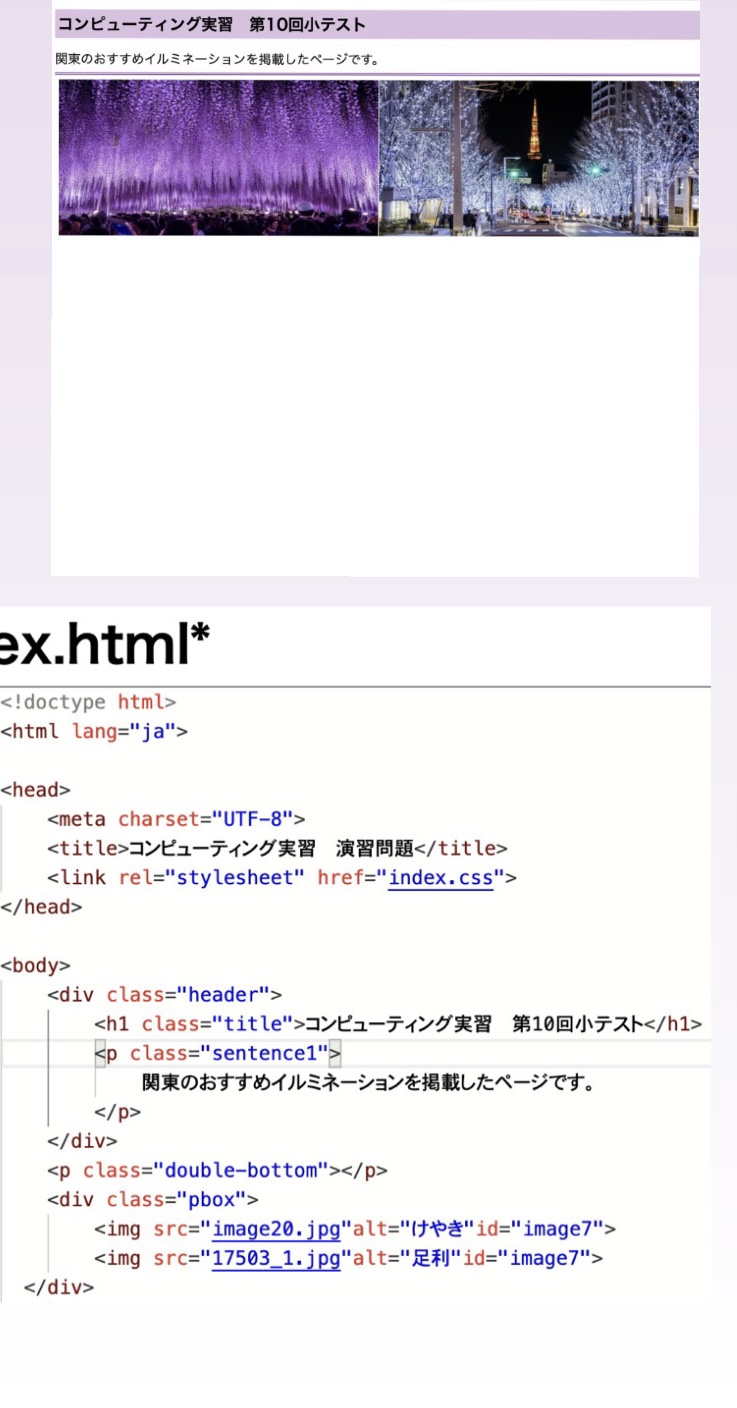 コンピューティング実習　第10回小テスト
関東のおすすめイルミネーションを掲載したページです。
ex.html*
<!doctype html>
<html lang="ja">
<head>
<meta charset="UTF-8">
<title>コンピューティング実習　演習問題</title>
<link rel="stylesheet" href="index.css">
</head>
<body>
<div class="header">
<h1 class="title">コンピューティング実習　第10回小テスト</h1>
<p class="sentence1">
関東のおすすめイルミネーションを掲載したページです。
</p>
</div>
<p class="double-bottom"></p>
<div class="pbox">
<img src="image20.jpg"alt="けやき"id="image7">
<img src="17503_1.jpg"alt="足利"id="image7">
</div>